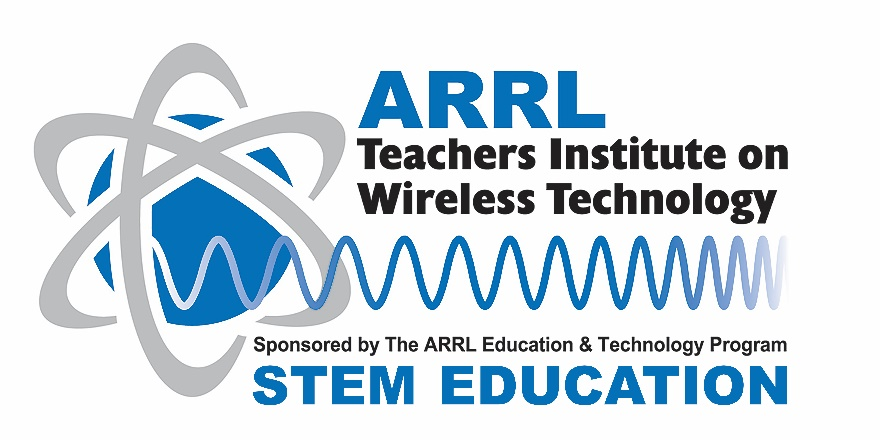 ARRL
Teachers Institute on
Wireless Technology
Sponsored by The ARRL Education & Technology Program
STEM EDUCATION